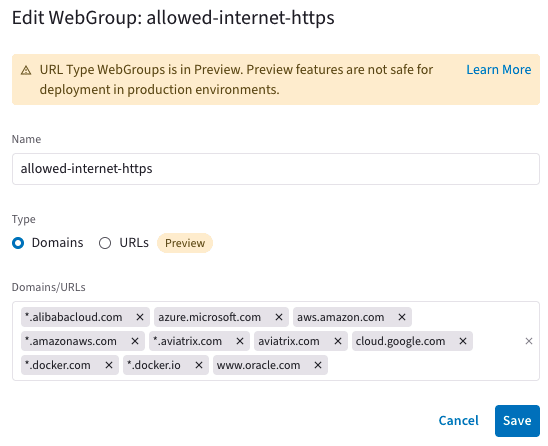 Edit WebGroup: allowed-internet-https
URL Type WebGroups is in Preview. Preview features are not safe for Learn More
deployment in production environments.
Name
allowed-internet-https
Type
Domains URLs Preview
Domains/URLs
*.alibabacloud.com × azure.microsoft.com × aws.amazon.com ×
*.amazonaws.com × *.aviatrix.com × aviatrix.com × cloud.google.com × ×
*.docker.com × *.docker.io × www.oracle.com ×
Cancel Save